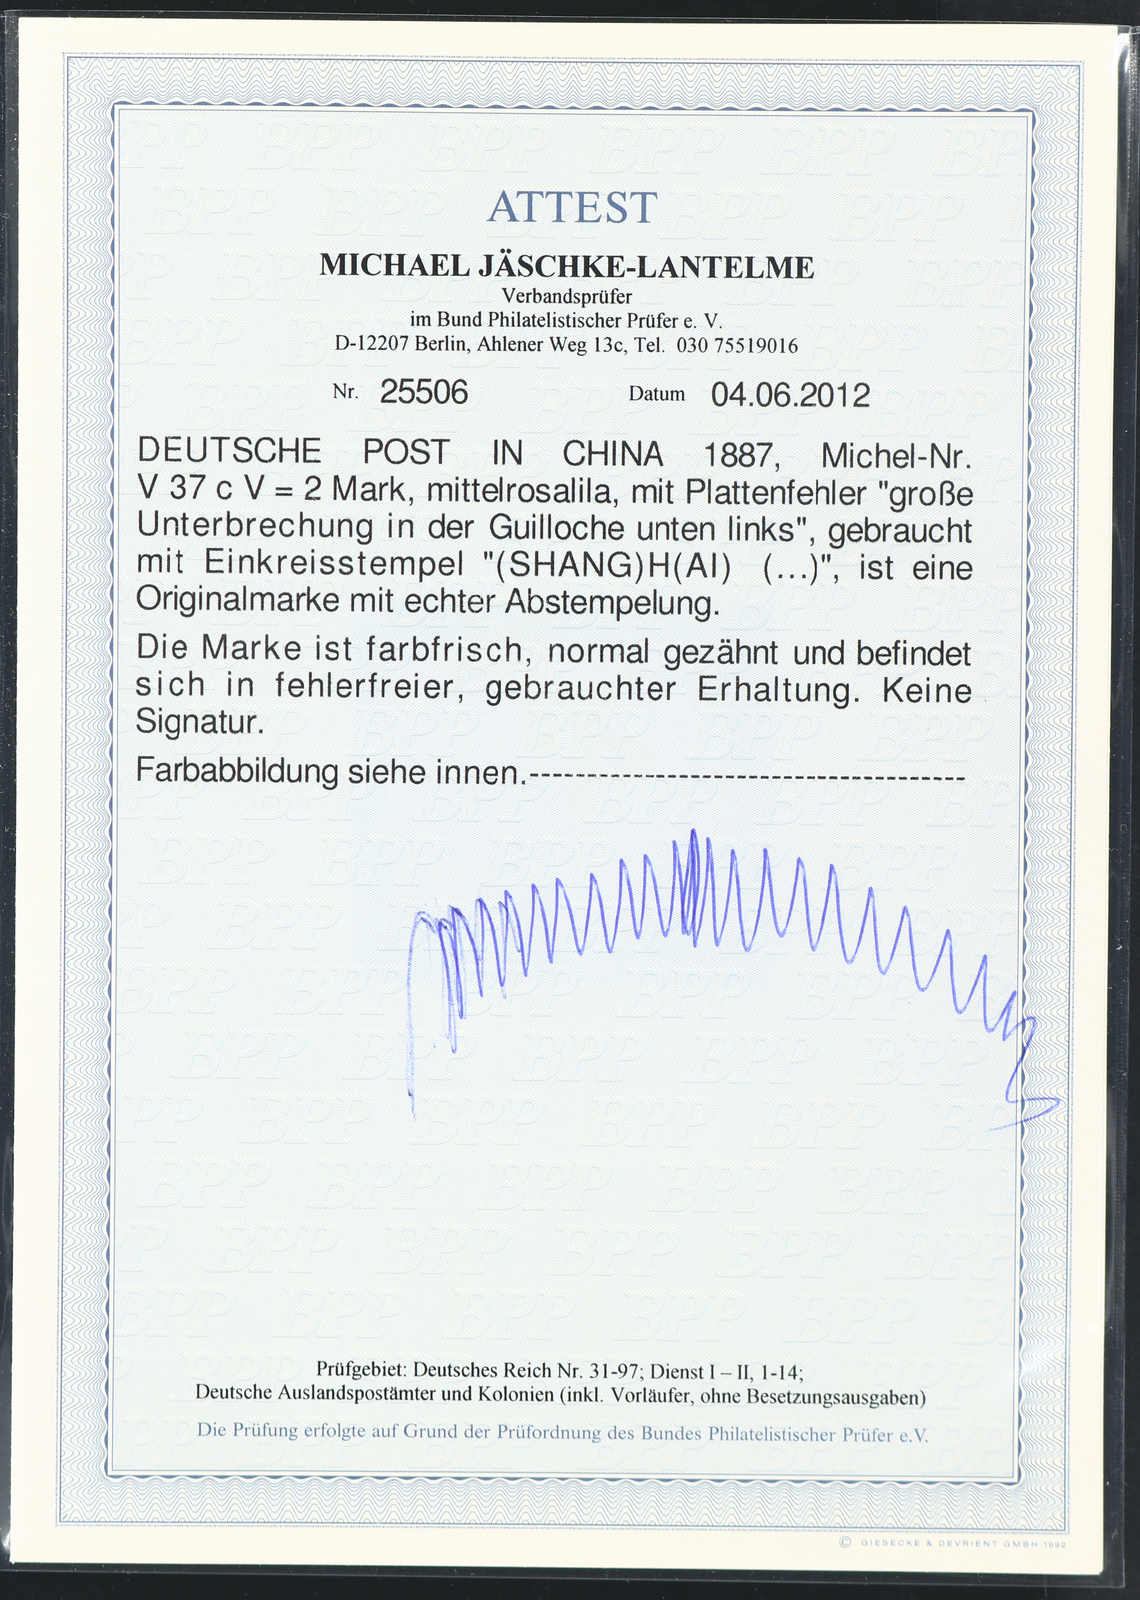 ATTEST
MICHAEL JÄSCHKE-LANTELME
Verbandsprüfer
im Bund Philatelistischer Prüfer e. V.
D-12207 Berlin, Ahlener Weg 13c, Tel. 030 75519016
Nr. 25506 Datum 04.06.2012
DEUTSCHE POST IN CHINA 1887, Michel-Nr.
V 37 c V = 2 Mark, mittelrosalila, mit Plattenfehler "große
Unterbrechung in der Guilloche unten links", gebraucht
mit Einkreisstempel "(SHANG)H(AI) (...)", ist eine
Originalmarke mit echter Abstempelung.
Die Marke ist farbfrisch, normal gezähnt und befindet
sich in fehlerfreier, gebrauchter Erhaltung. Keine
Signatur.
Farbabbildung siehe innen.--------------------------------------
Prüfgebiet: Deutsches Reich Nr. 31-97; Dienst I – II, 1-14;
Deutsche Auslandspostämter und Kolonien (inkl. Vorläufer, ohne Besetzungsausgaben)
Die Prüfung erfolgte auf Grund der Prüfordnung des Bundes Philatelistischer Prüfer e.V.
© GIESECKE & DEVRIENT GMBH 1992